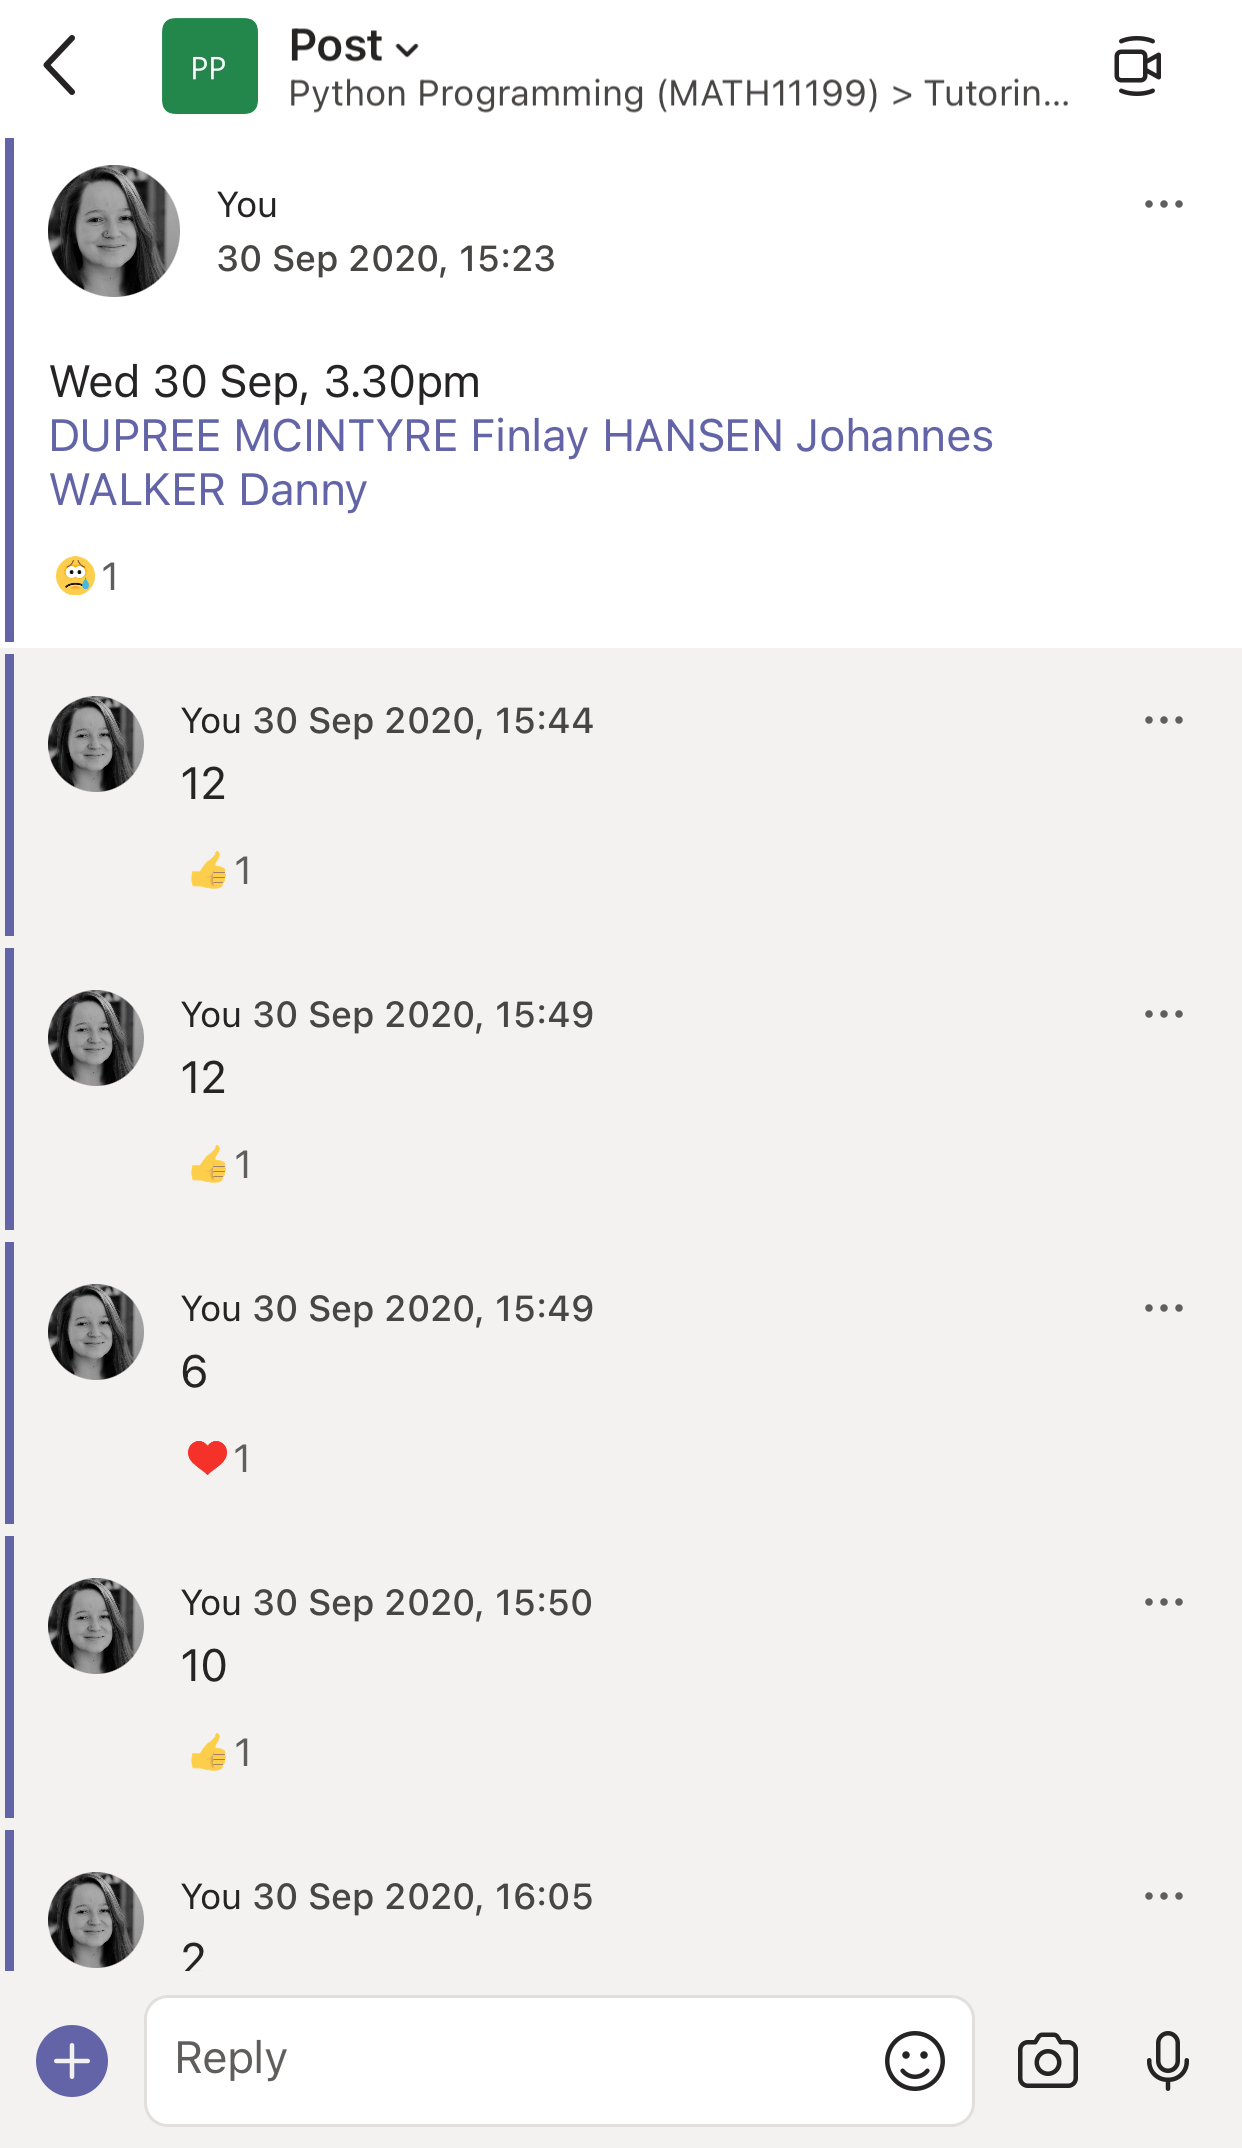 PP
Post
Python Programming (MATH11199) > Tutorin...
You
30 Sep 2020, 15:23
Wed 30 Sep, 3.30pm
DUPREE MCINTYRE Finlay HANSEN Johannes
WALKER Danny
1
You 30 Sep 2020, 15:44
12
1
You 30 Sep 2020, 15:49
12
1
You 30 Sep 2020, 15:49
6
1
You 30 Sep 2020, 15:50
10
1
You 30 Sep 2020, 16:05
2
Reply